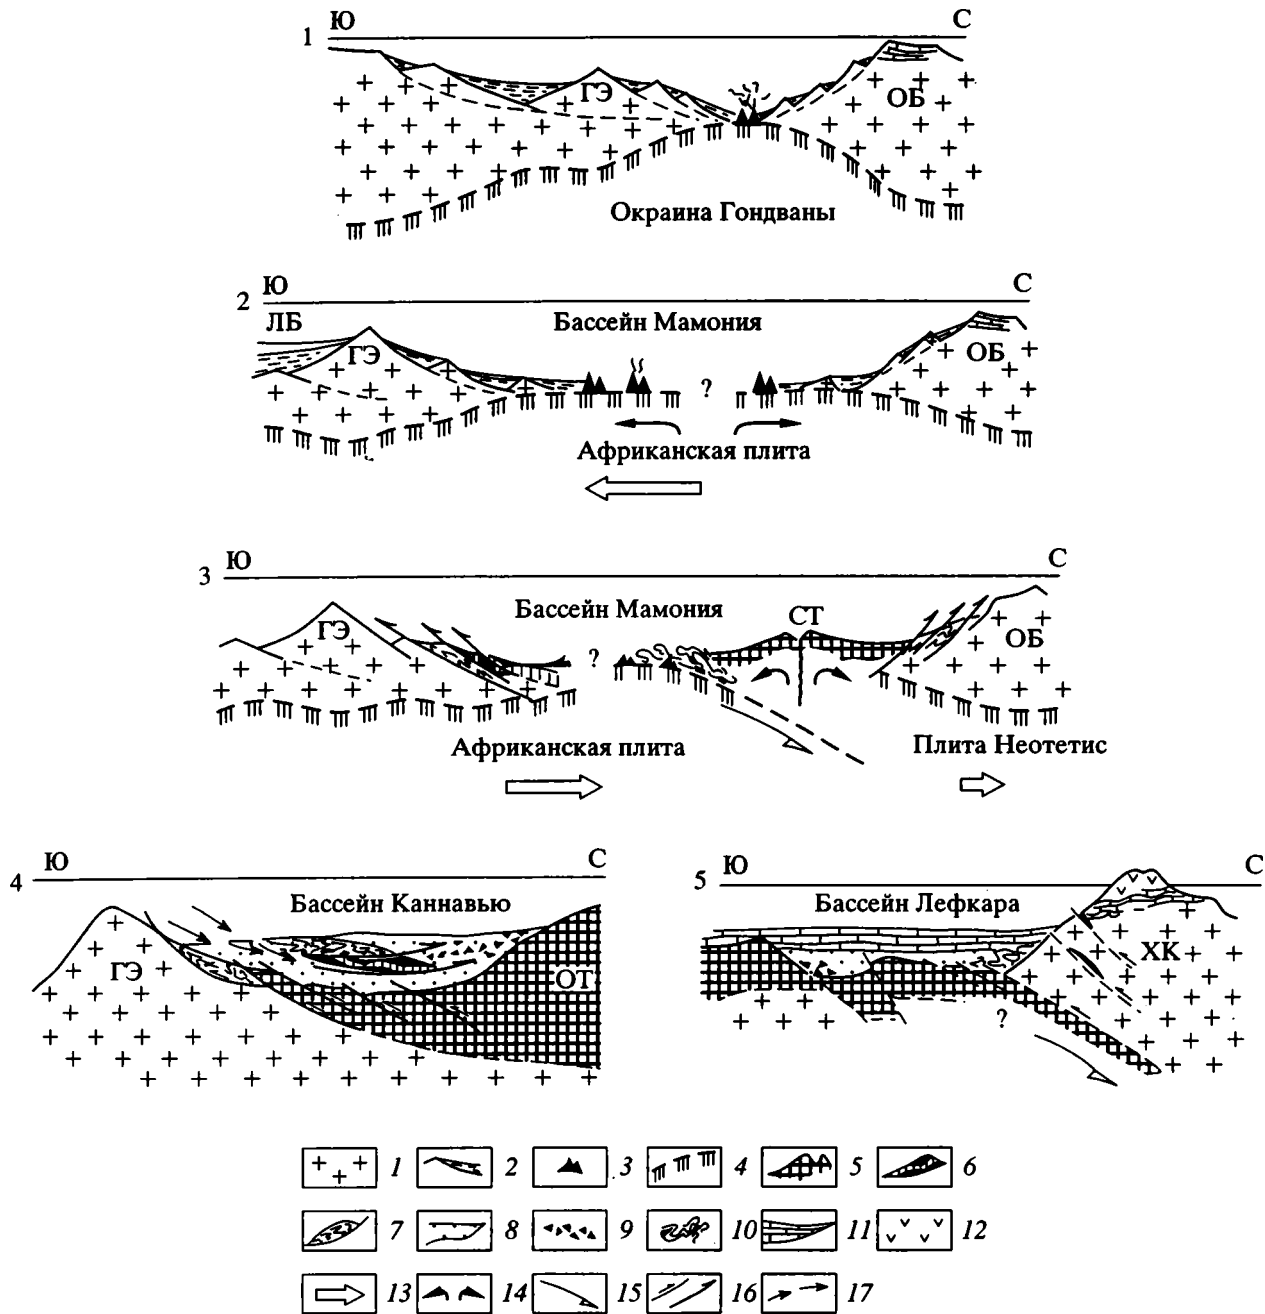 Ю С
1
ГЭ ОБ
Окраина Гондваны
Ю С
2
ЛБ Бассейн Мамония
ГЭ ОБ
?
Африканская плита
Ю С
3
Бассейн Мамония СТ
ГЭ ОБ
?
Африканская плита Плита Неотетис
Ю С
4
Бассейн Каннавью
ГЭ ОТ
Ю С
5
Бассейн Лефкара
ХК
?
1 2 3 4 5 6
7 8 9 10 11 12
13 14 15 16 17